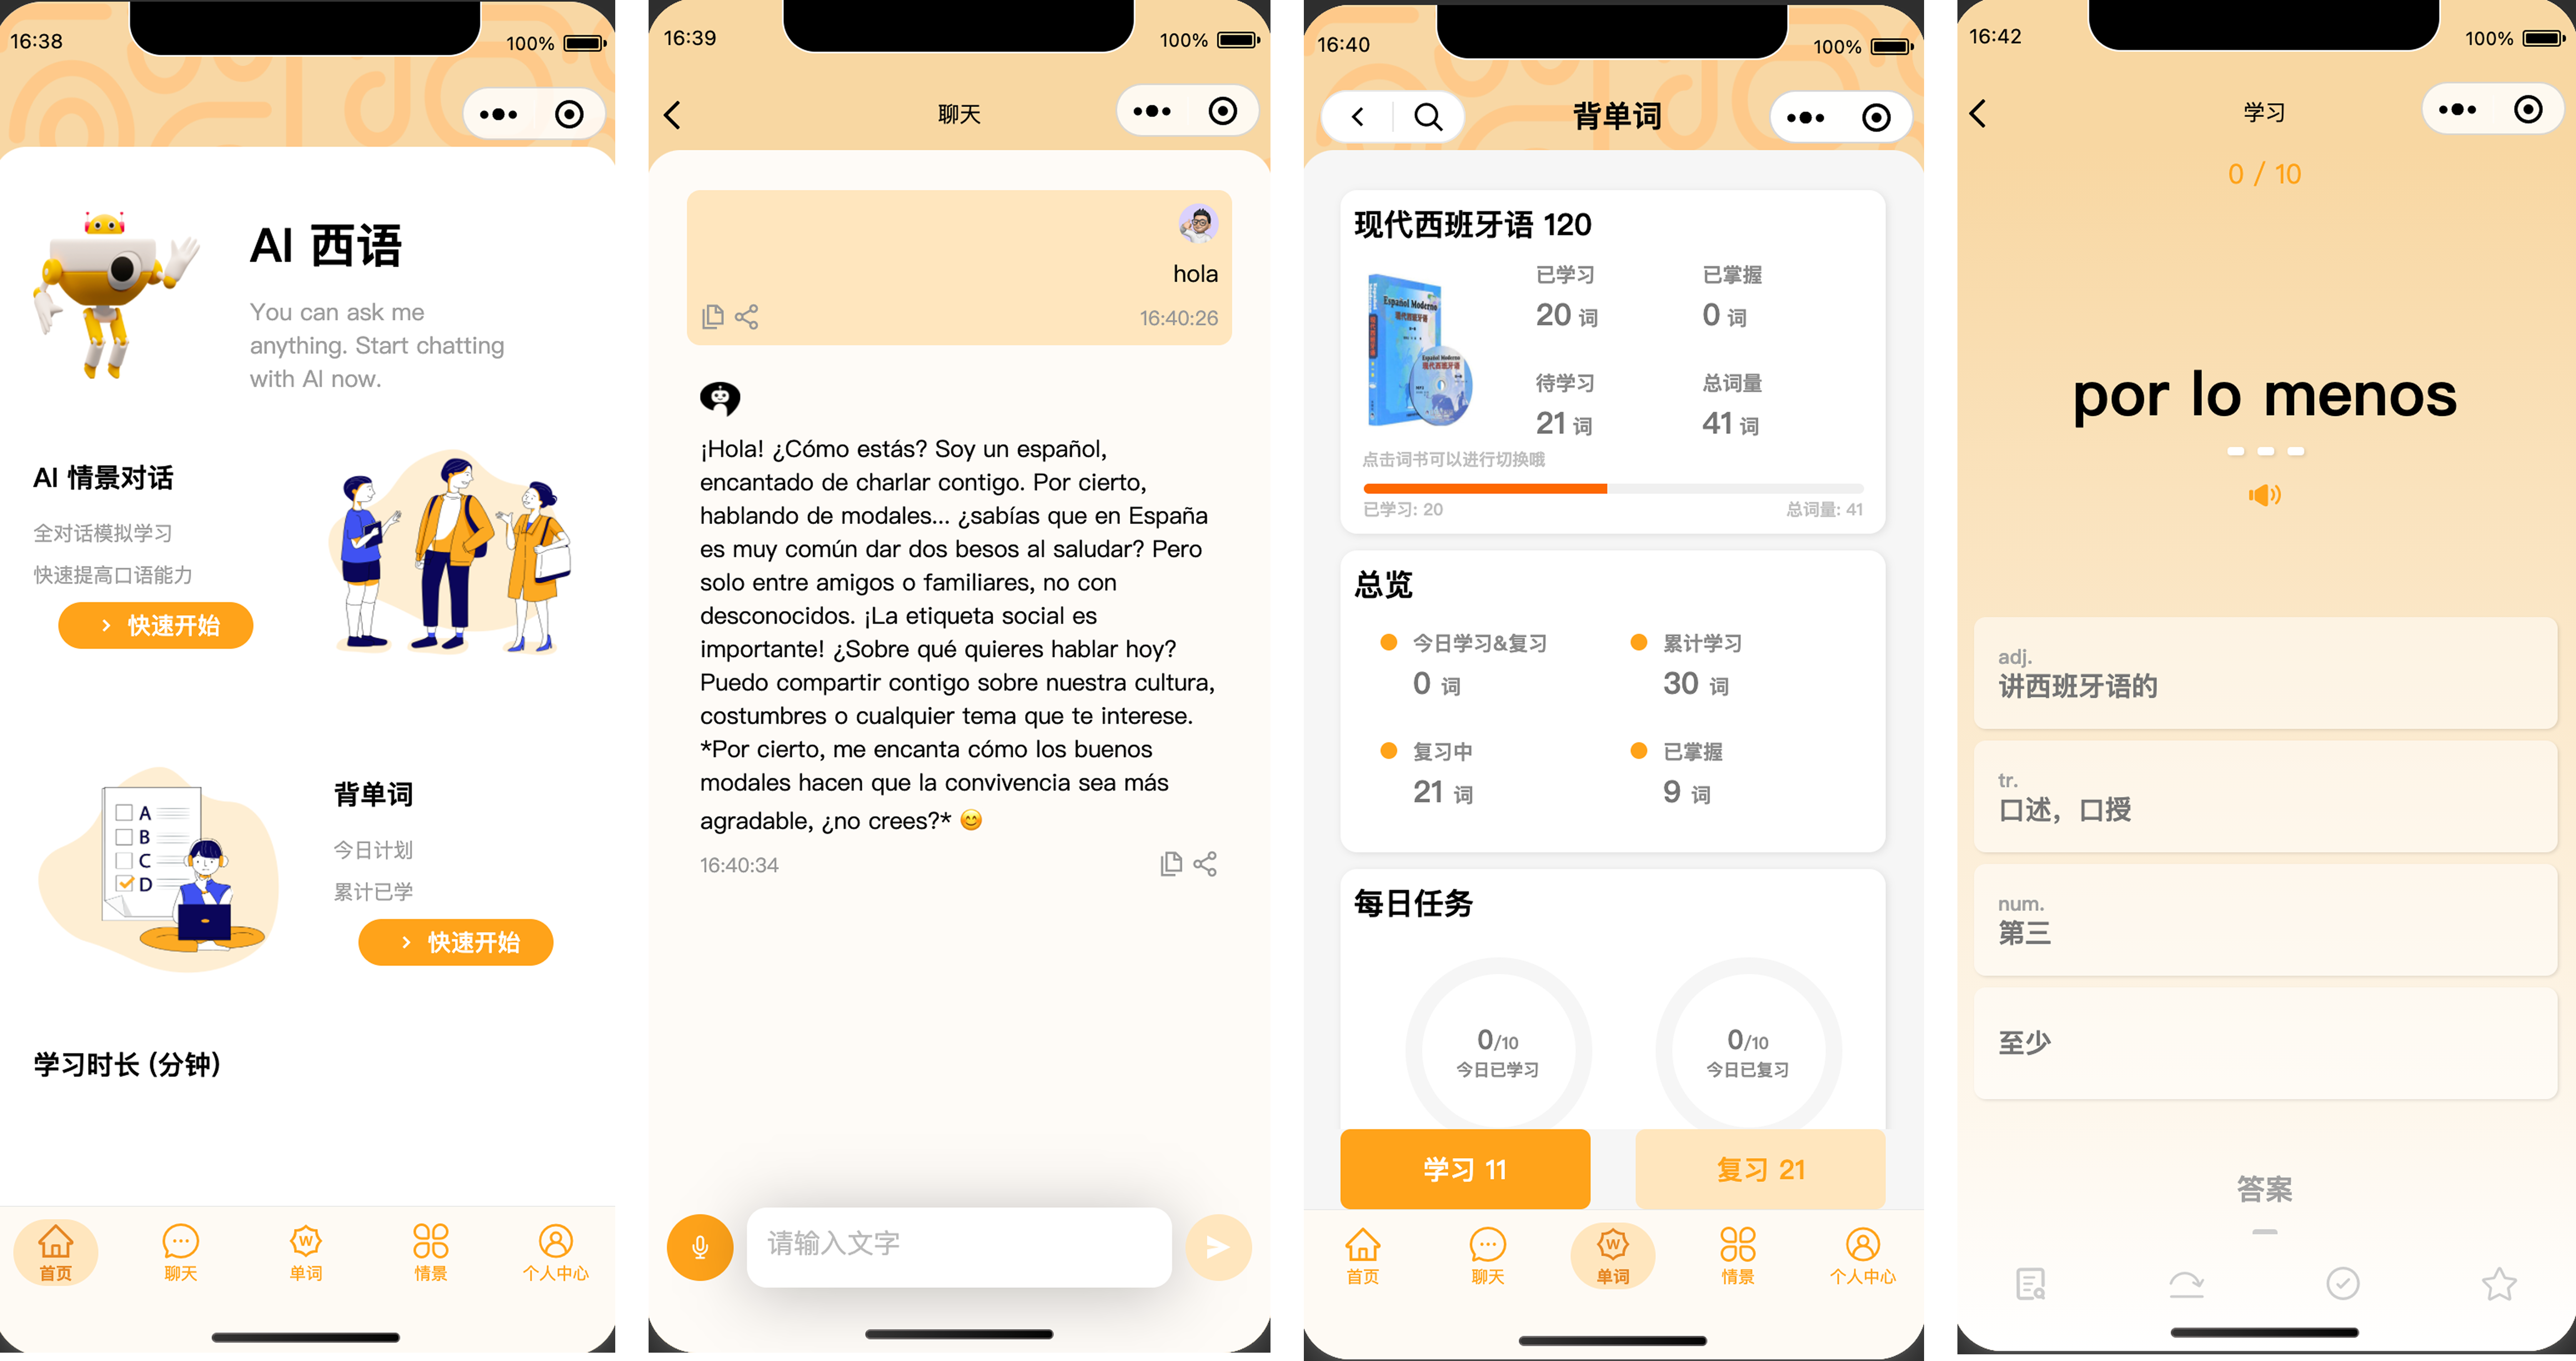 16:38
100%
AI 西语
You can ask me
anything. Start chatting
with AI now.
AI 情景对话
全对话模拟学习
快速提高口语能力
快速开始
A
B
C
D
背单词
今日计划
累计已学
快速开始
学习时长 (分钟)
首页
聊天
W
单词
情景
个人中心
16:39
100%
聊天
hola
16:40:26
¡Hola! ¿Cómo estás? Soy un español,
encantado de charlar contigo. Por cierto,
hablando de modales... ¿sabías que en España
es muy común dar dos besos al saludar? Pero
solo entre amigos o familiares, no con
desconocidos. ¡La etiqueta social es
importante! ¿Sobre qué quieres hablar hoy?
Puedo compartir contigo sobre nuestra cultura,
costumbres o cualquier tema que te interese.
*Por cierto, me encanta cómo los buenos
modales hacen que la convivencia sea más
agradable, ¿no crees?* 😊
16:40:34
请输入文字
16:40
100%
背单词
现代西班牙语 120
Español Moderno
现代西班牙语
Español Moderno
现代西班牙语
已学习
20 词
已掌握
0 词
待学习
21 词
总词量
41 词
点击词书可以进行切换哦
已学习: 20
总词量: 41
总览
今日学习&复习
0 词
累计学习
30 词
复习中
21 词
已掌握
9 词
每日任务
0/10
今日已学习
0/10
今日已复习
学习 11
复习 21
首页
聊天
W
单词
情景
个人中心
16:42
100%
学习
0 / 10
por lo menos
adj.
讲西班牙语的
tr.
口述，口授
num.
第三
至少
答案